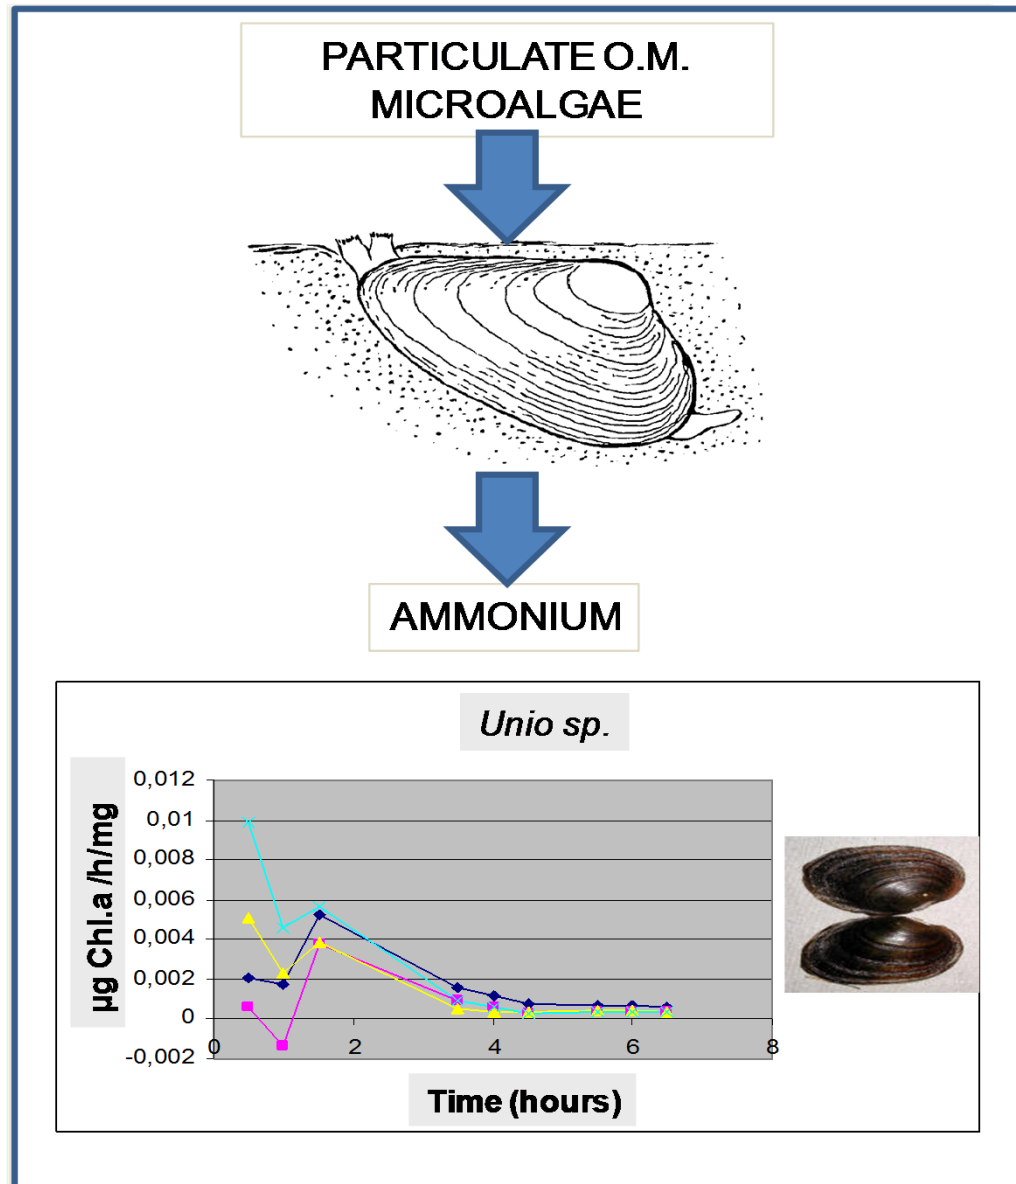 PARTICULATE O.M.
MICROALGAE
AMMONIUM
Unio sp.
µg Chl.a /h/mg
0,012
0,01
0,008
0,006
0,004
0,002
0
-0,002
0
2
4
6
8
Time (hours)